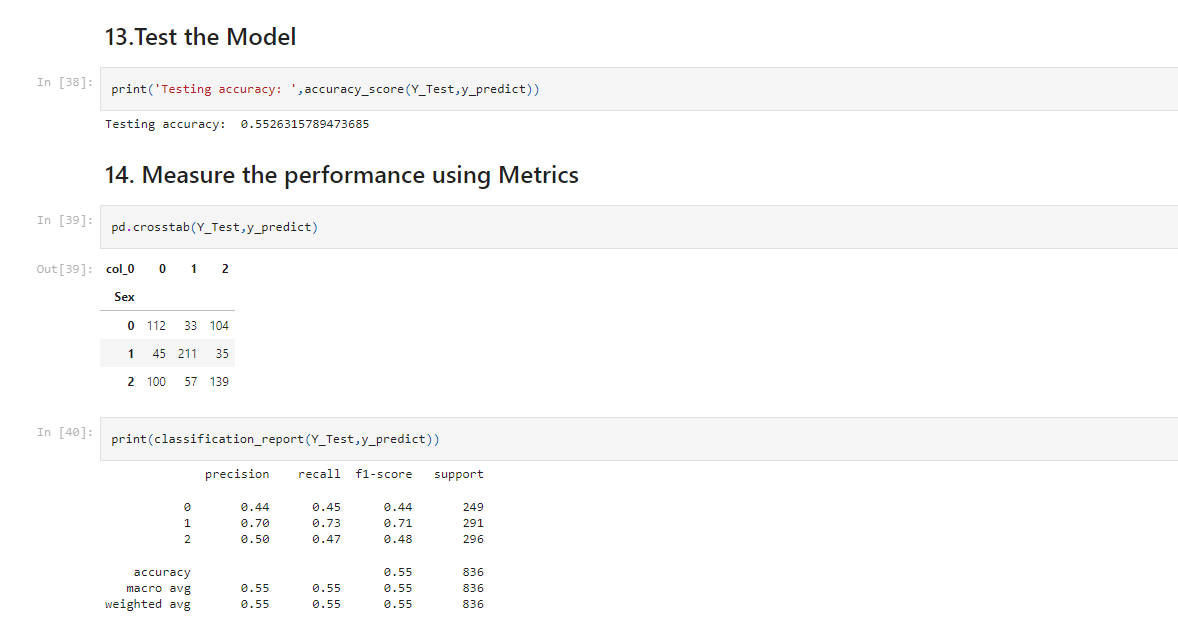 13.Test the Model
In [38]:
print('Testing accuracy: ',accuracy_score(Y_Test,y_predict))
Testing accuracy:  0.5526315789473685
14. Measure the performance using Metrics
In [39]:
pd.crosstab(Y_Test,y_predict)
Out[39]:
col_0 0 1 2
Sex
0 112 33 104
1 45 211 35
2 100 57 139
In [40]:
print(classification_report(Y_Test,y_predict))
precision recall f1-score support
0 0.44 0.45 0.44 249
1 0.70 0.73 0.71 291
2 0.50 0.47 0.48 296
accuracy 0.55 836
macro avg 0.55 0.55 0.55 836
weighted avg 0.55 0.55 0.55 836